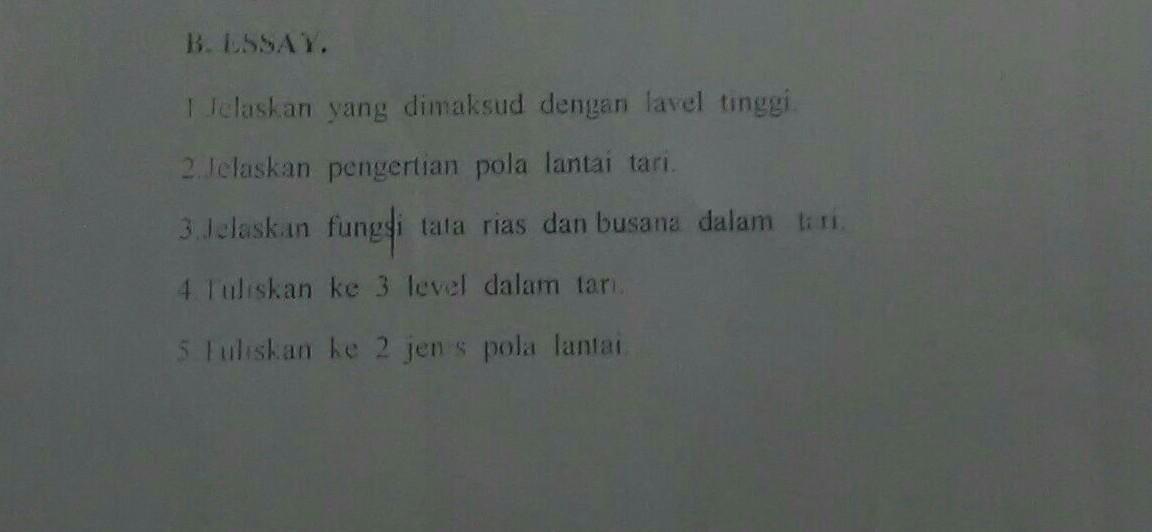 B. ESSAY.
1 Jelaskan yang dimaksud dengan lavel tinggi.
2.Jelaskan pengertian pola lantai tari.
3.Jelaskan fungsi tata rias dan busana dalam tari.
4.Tuliskan ke 3 level dalam tari.
5.Tuliskan ke 2 jenis pola lantai.